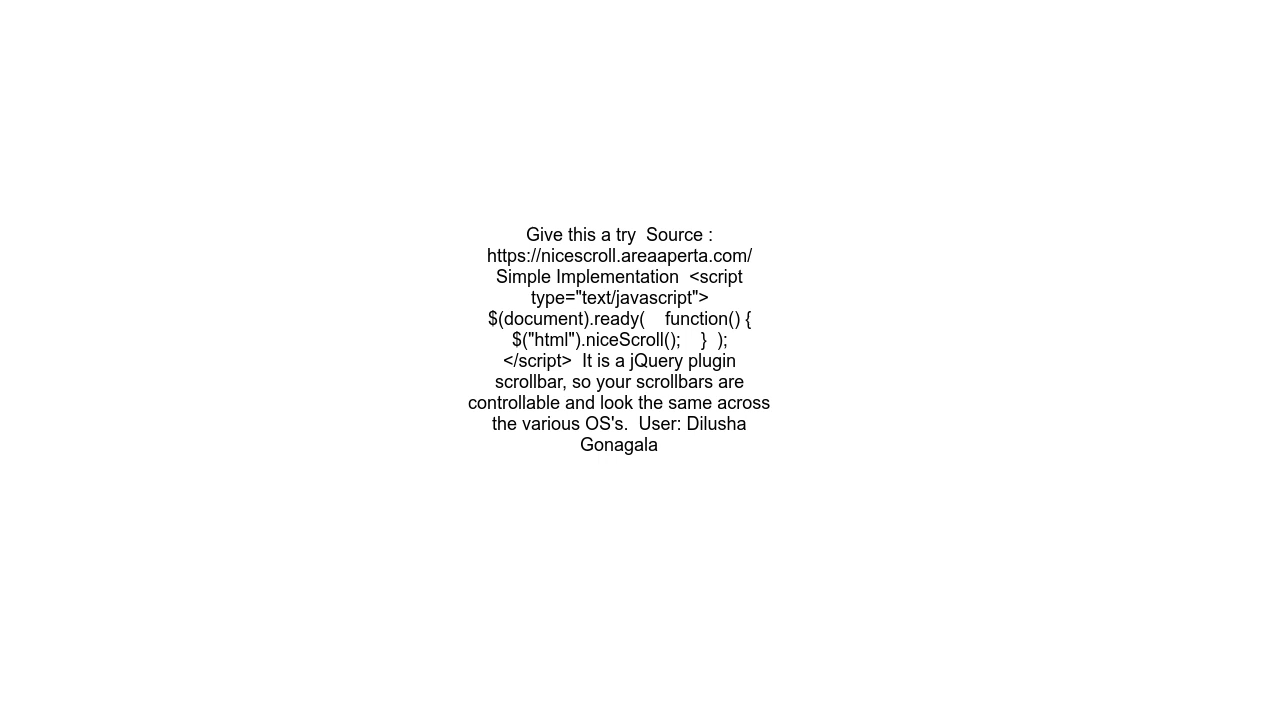 Give this a try  Source :
https://nicescroll.areaaperta.com/
Simple Implementation  <script
type="text/javascript">
$(document).ready(    function() {
$("html").niceScroll();    }  );
</script>  It is a jQuery plugin
scrollbar, so your scrollbars are
controllable and look the same across
the various OS's.  User: Dilusha
Gonagala